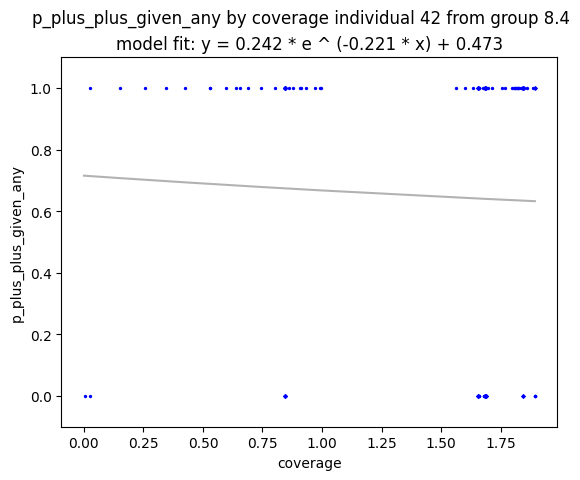 p_plus_plus_given_any by coverage individual 42 from group 8.4
model fit: y = 0.242 * e ^ (-0.221 * x) + 0.473
1.0
0.8
0.6
0.4
0.2
0.0
p_plus_plus_given_any
0.00 0.25 0.50 0.75 1.00 1.25 1.50 1.75
coverage